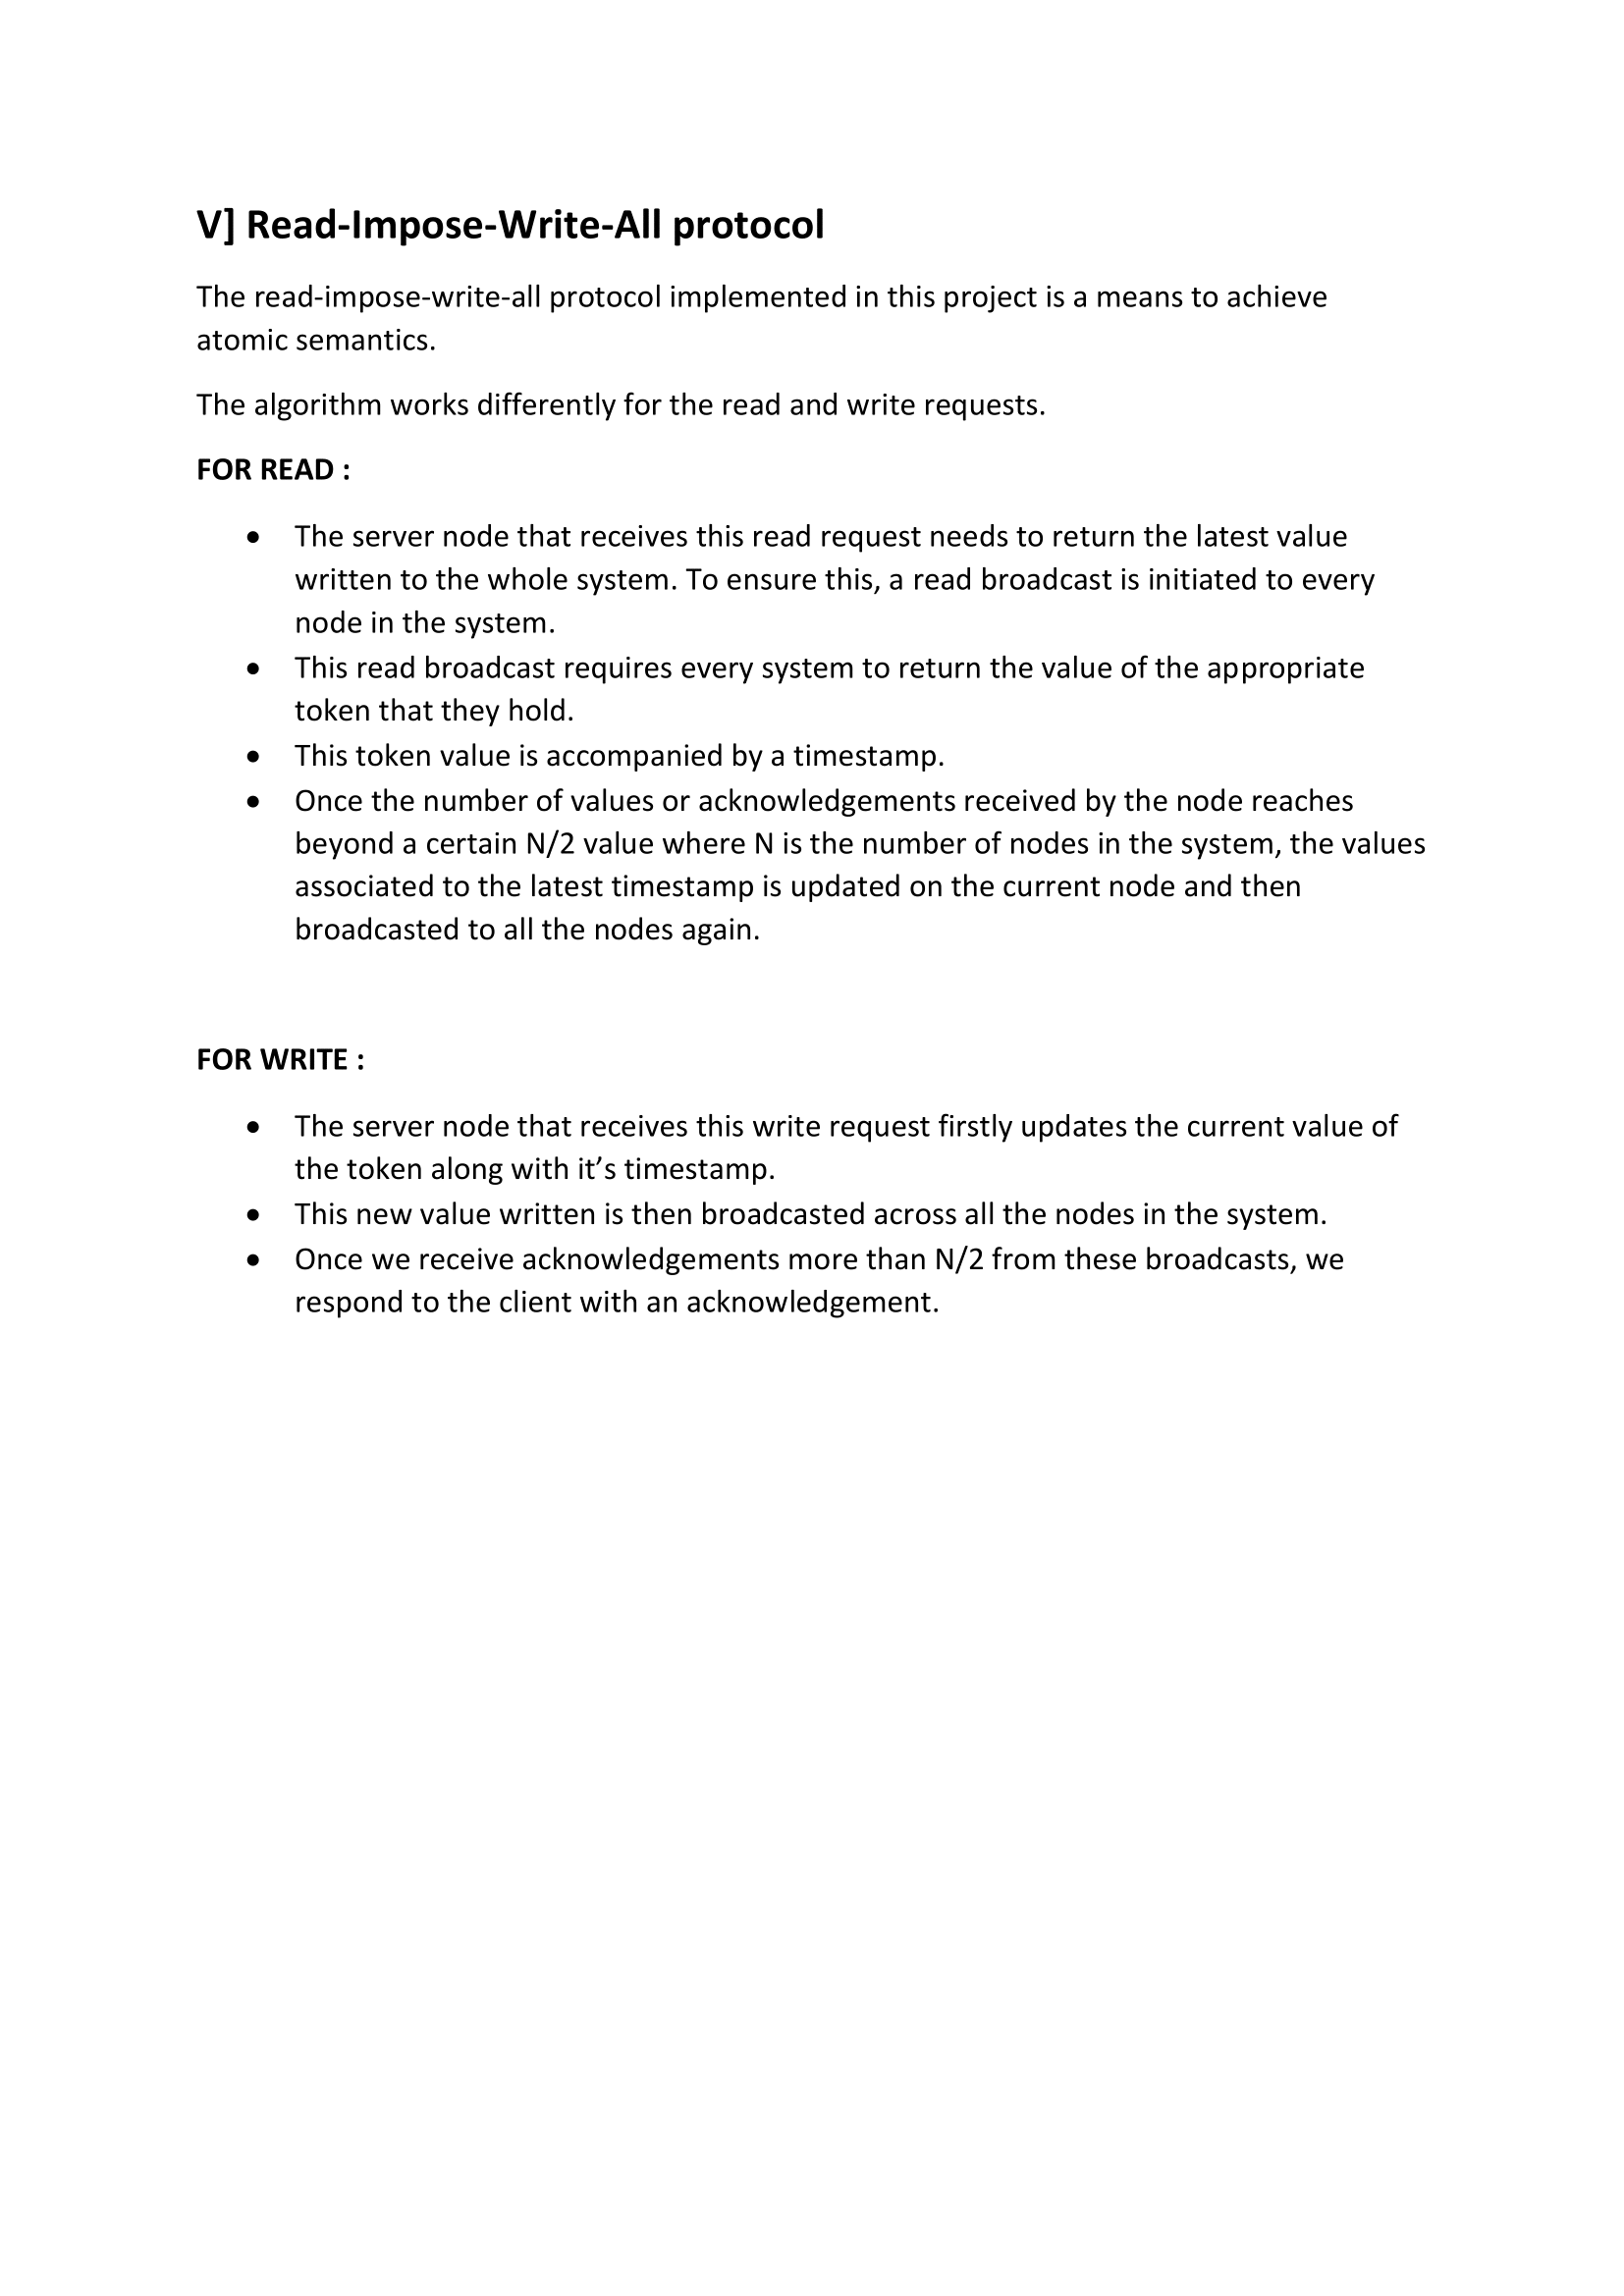 V] Read-Impose-Write-All protocol
The read-impose-write-all protocol implemented in this project is a means to achieve
atomic semantics.
The algorithm works differently for the read and write requests.
FOR READ :
• The server node that receives this read request needs to return the latest value
written to the whole system. To ensure this, a read broadcast is initiated to every
node in the system.
• This read broadcast requires every system to return the value of the appropriate
token that they hold.
• This token value is accompanied by a timestamp.
• Once the number of values or acknowledgements received by the node reaches
beyond a certain N/2 value where N is the number of nodes in the system, the values
associated to the latest timestamp is updated on the current node and then
broadcasted to all the nodes again.
FOR WRITE :
• The server node that receives this write request firstly updates the current value of
the token along with it’s timestamp.
• This new value written is then broadcasted across all the nodes in the system.
• Once we receive acknowledgements more than N/2 from these broadcasts, we
respond to the client with an acknowledgement.